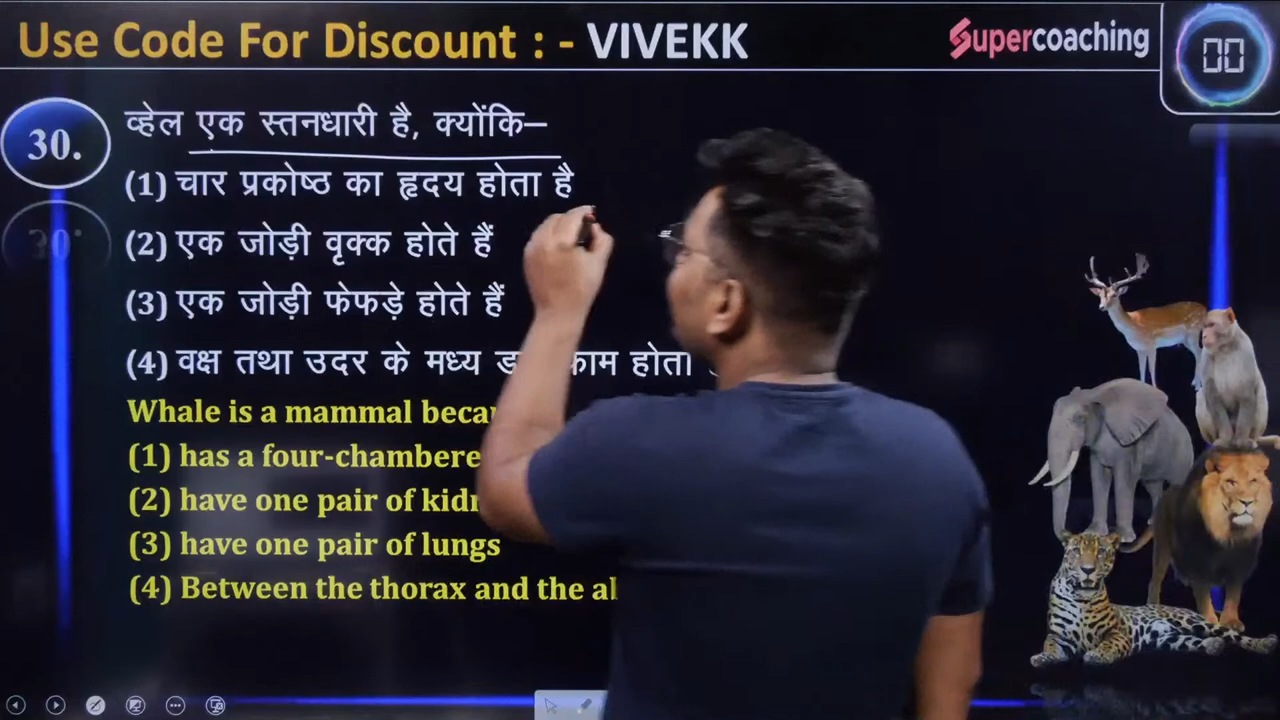 Use Code For Discount : - VIVEKK
Supercoaching
00
30.
व्हेल एक स्तनधारी है, क्योंकि–
(1) चार प्रकोष्ठ का हृदय होता है
(2) एक जोड़ी वृक्क होते हैं
(3) एक जोड़ी फेफड़े होते हैं
(4) वक्ष तथा उदर के मध्य होता
Whale is a mammal
(1) has a
(2) have one pair of
(3) have one pair of lungs
(4) Between the thorax and the